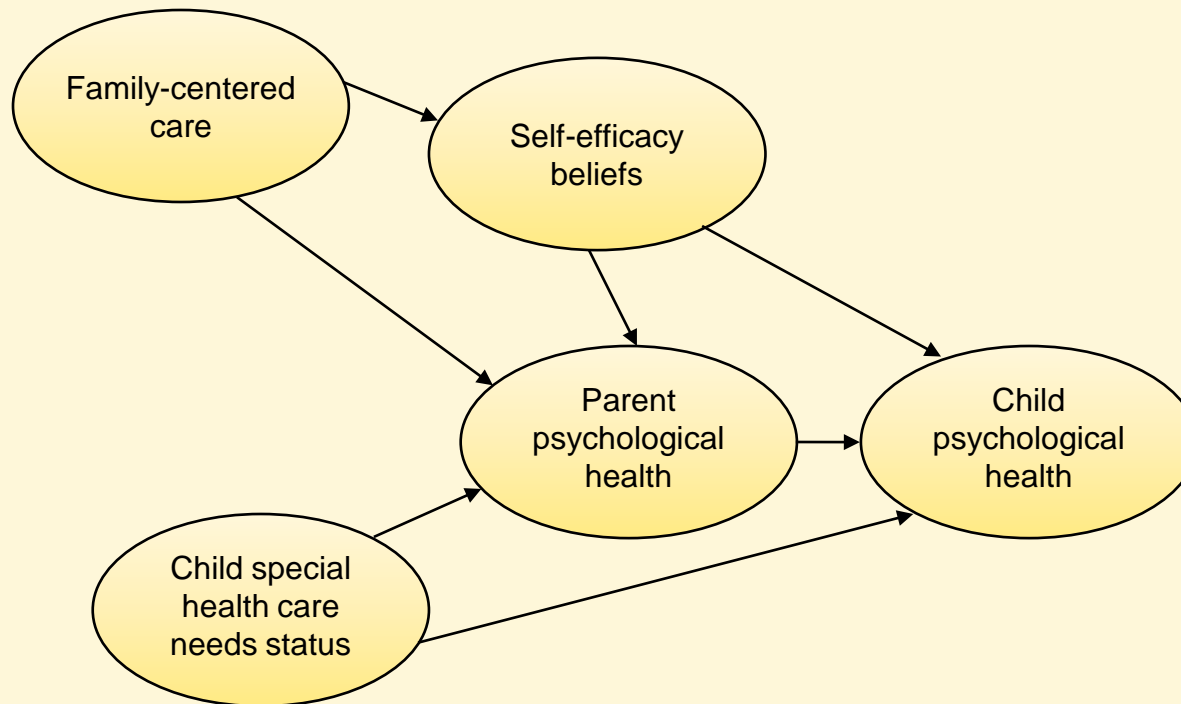 Family-centered
care
Self-efficacy
beliefs
Parent
psychological
health
Child
psychological
health
Child special
health care
needs status